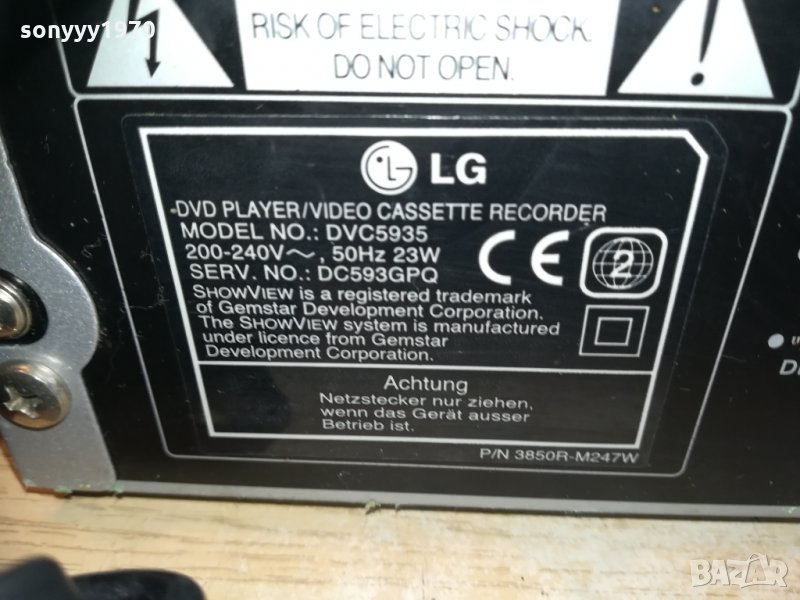 sonyyy1970
RISK OF ELECTRIC SHOCK.
DO NOT OPEN.
LG
DVD PLAYER/VIDEO CASSETTE RECORDER
MODEL NO.: DVC5935
200-240V～, 50Hz 23W
SERV. NO.: DC593GPQ
CE
2
SHOWVIEW is a registered trademark
of Gemstar Development Corporation.
The SHOWVIEW system is manufactured
under licence from Gemstar
Development Corporation.
Achtung
Netzstecker nur ziehen,
wenn das Gerät ausser
Betrieb ist.
P/N 3850R-M247W
BAZAR